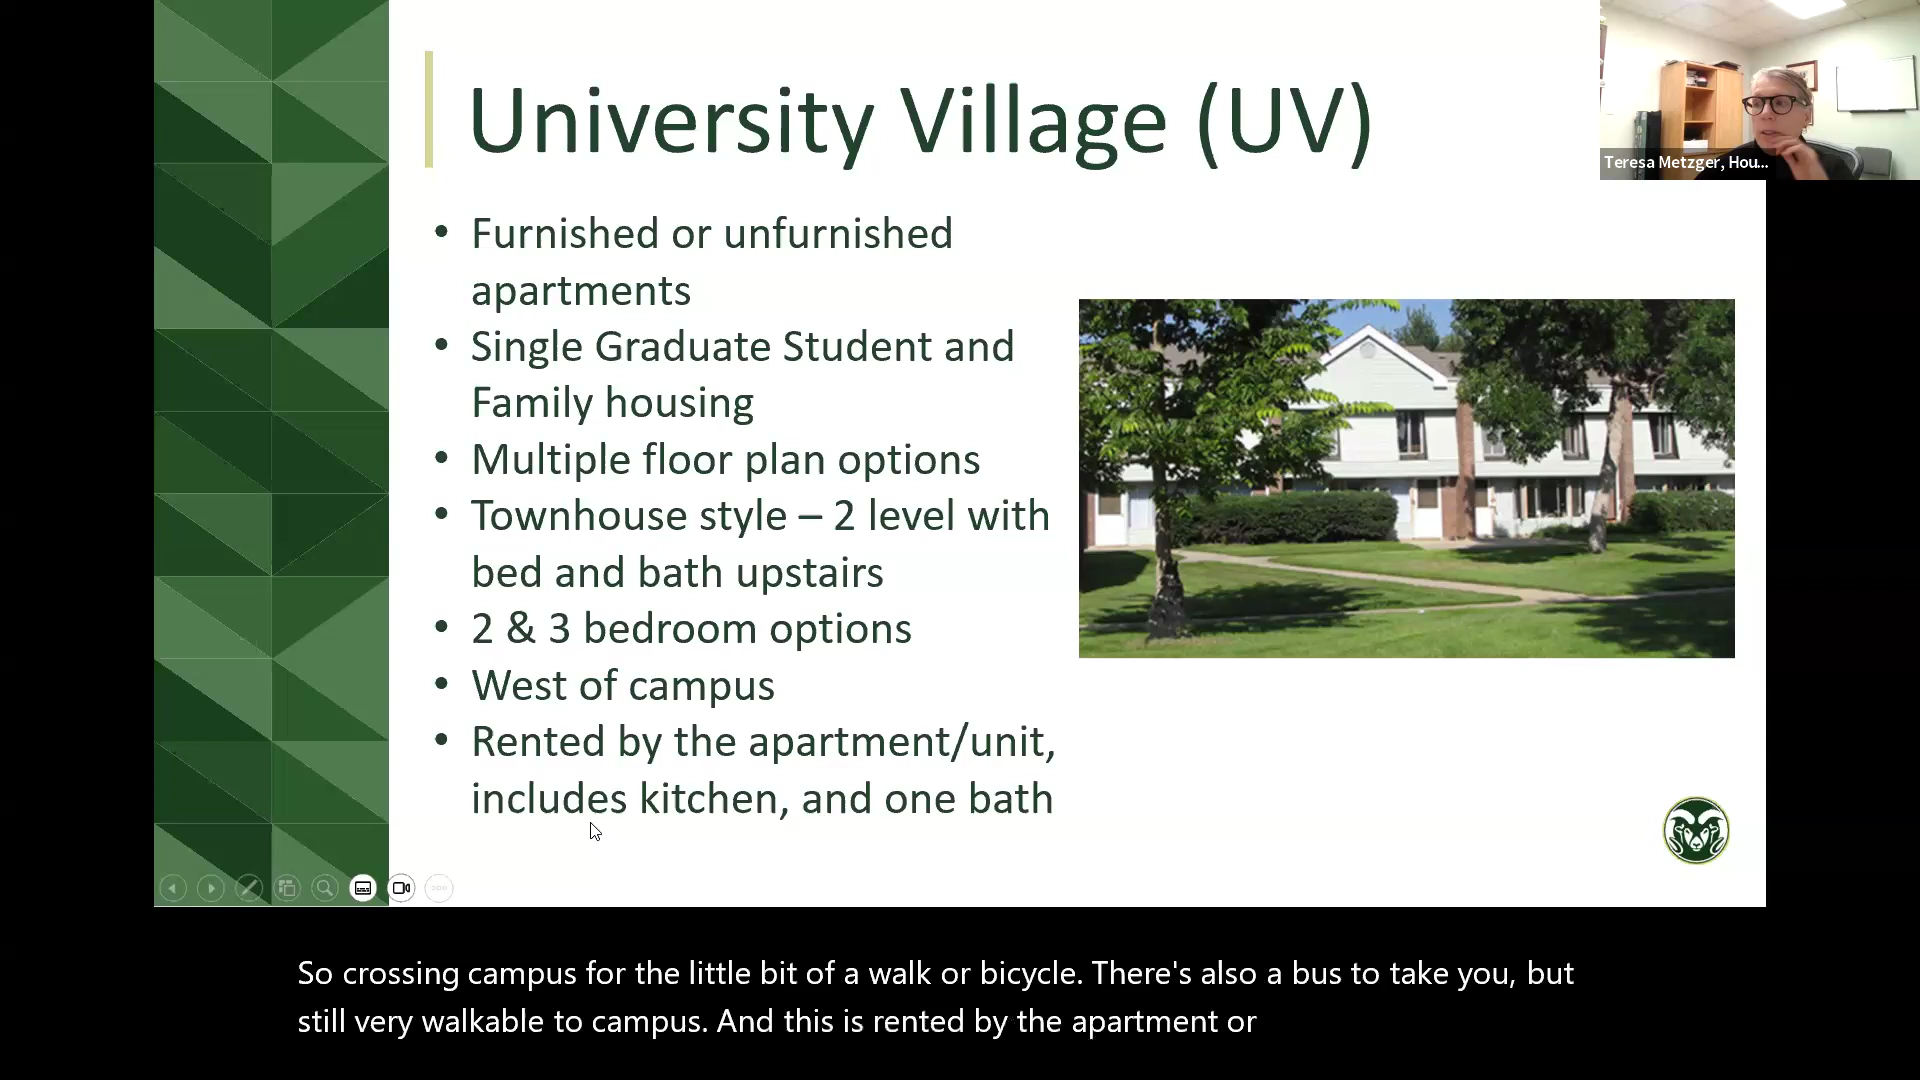 University Village (UV)
Teresa Metzger, Hou...
• Furnished or unfurnished
apartments
• Single Graduate Student and
Family housing
• Multiple floor plan options
• Townhouse style – 2 level with
bed and bath upstairs
• 2 & 3 bedroom options
• West of campus
• Rented by the apartment/unit,
includes kitchen, and one bath
So crossing campus for the little bit of a walk or bicycle. There's also a bus to take you, but
still very walkable to campus. And this is rented by the apartment or